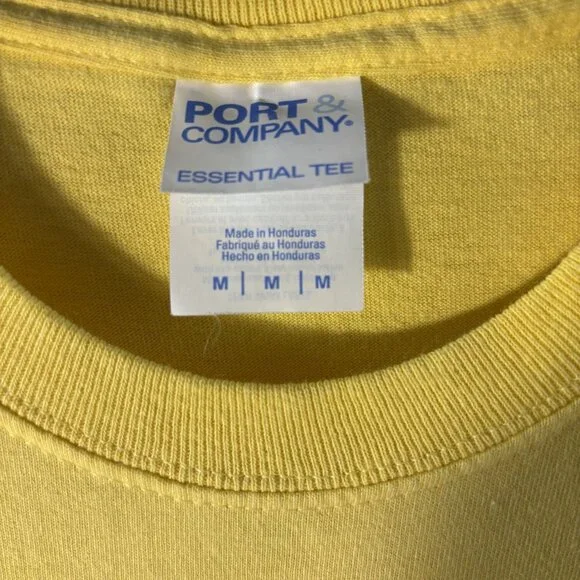 PORT &
COMPANY®
ESSENTIAL TEE
Made in Honduras
Fabriqué au Honduras
Hecho en Honduras
M | M | M